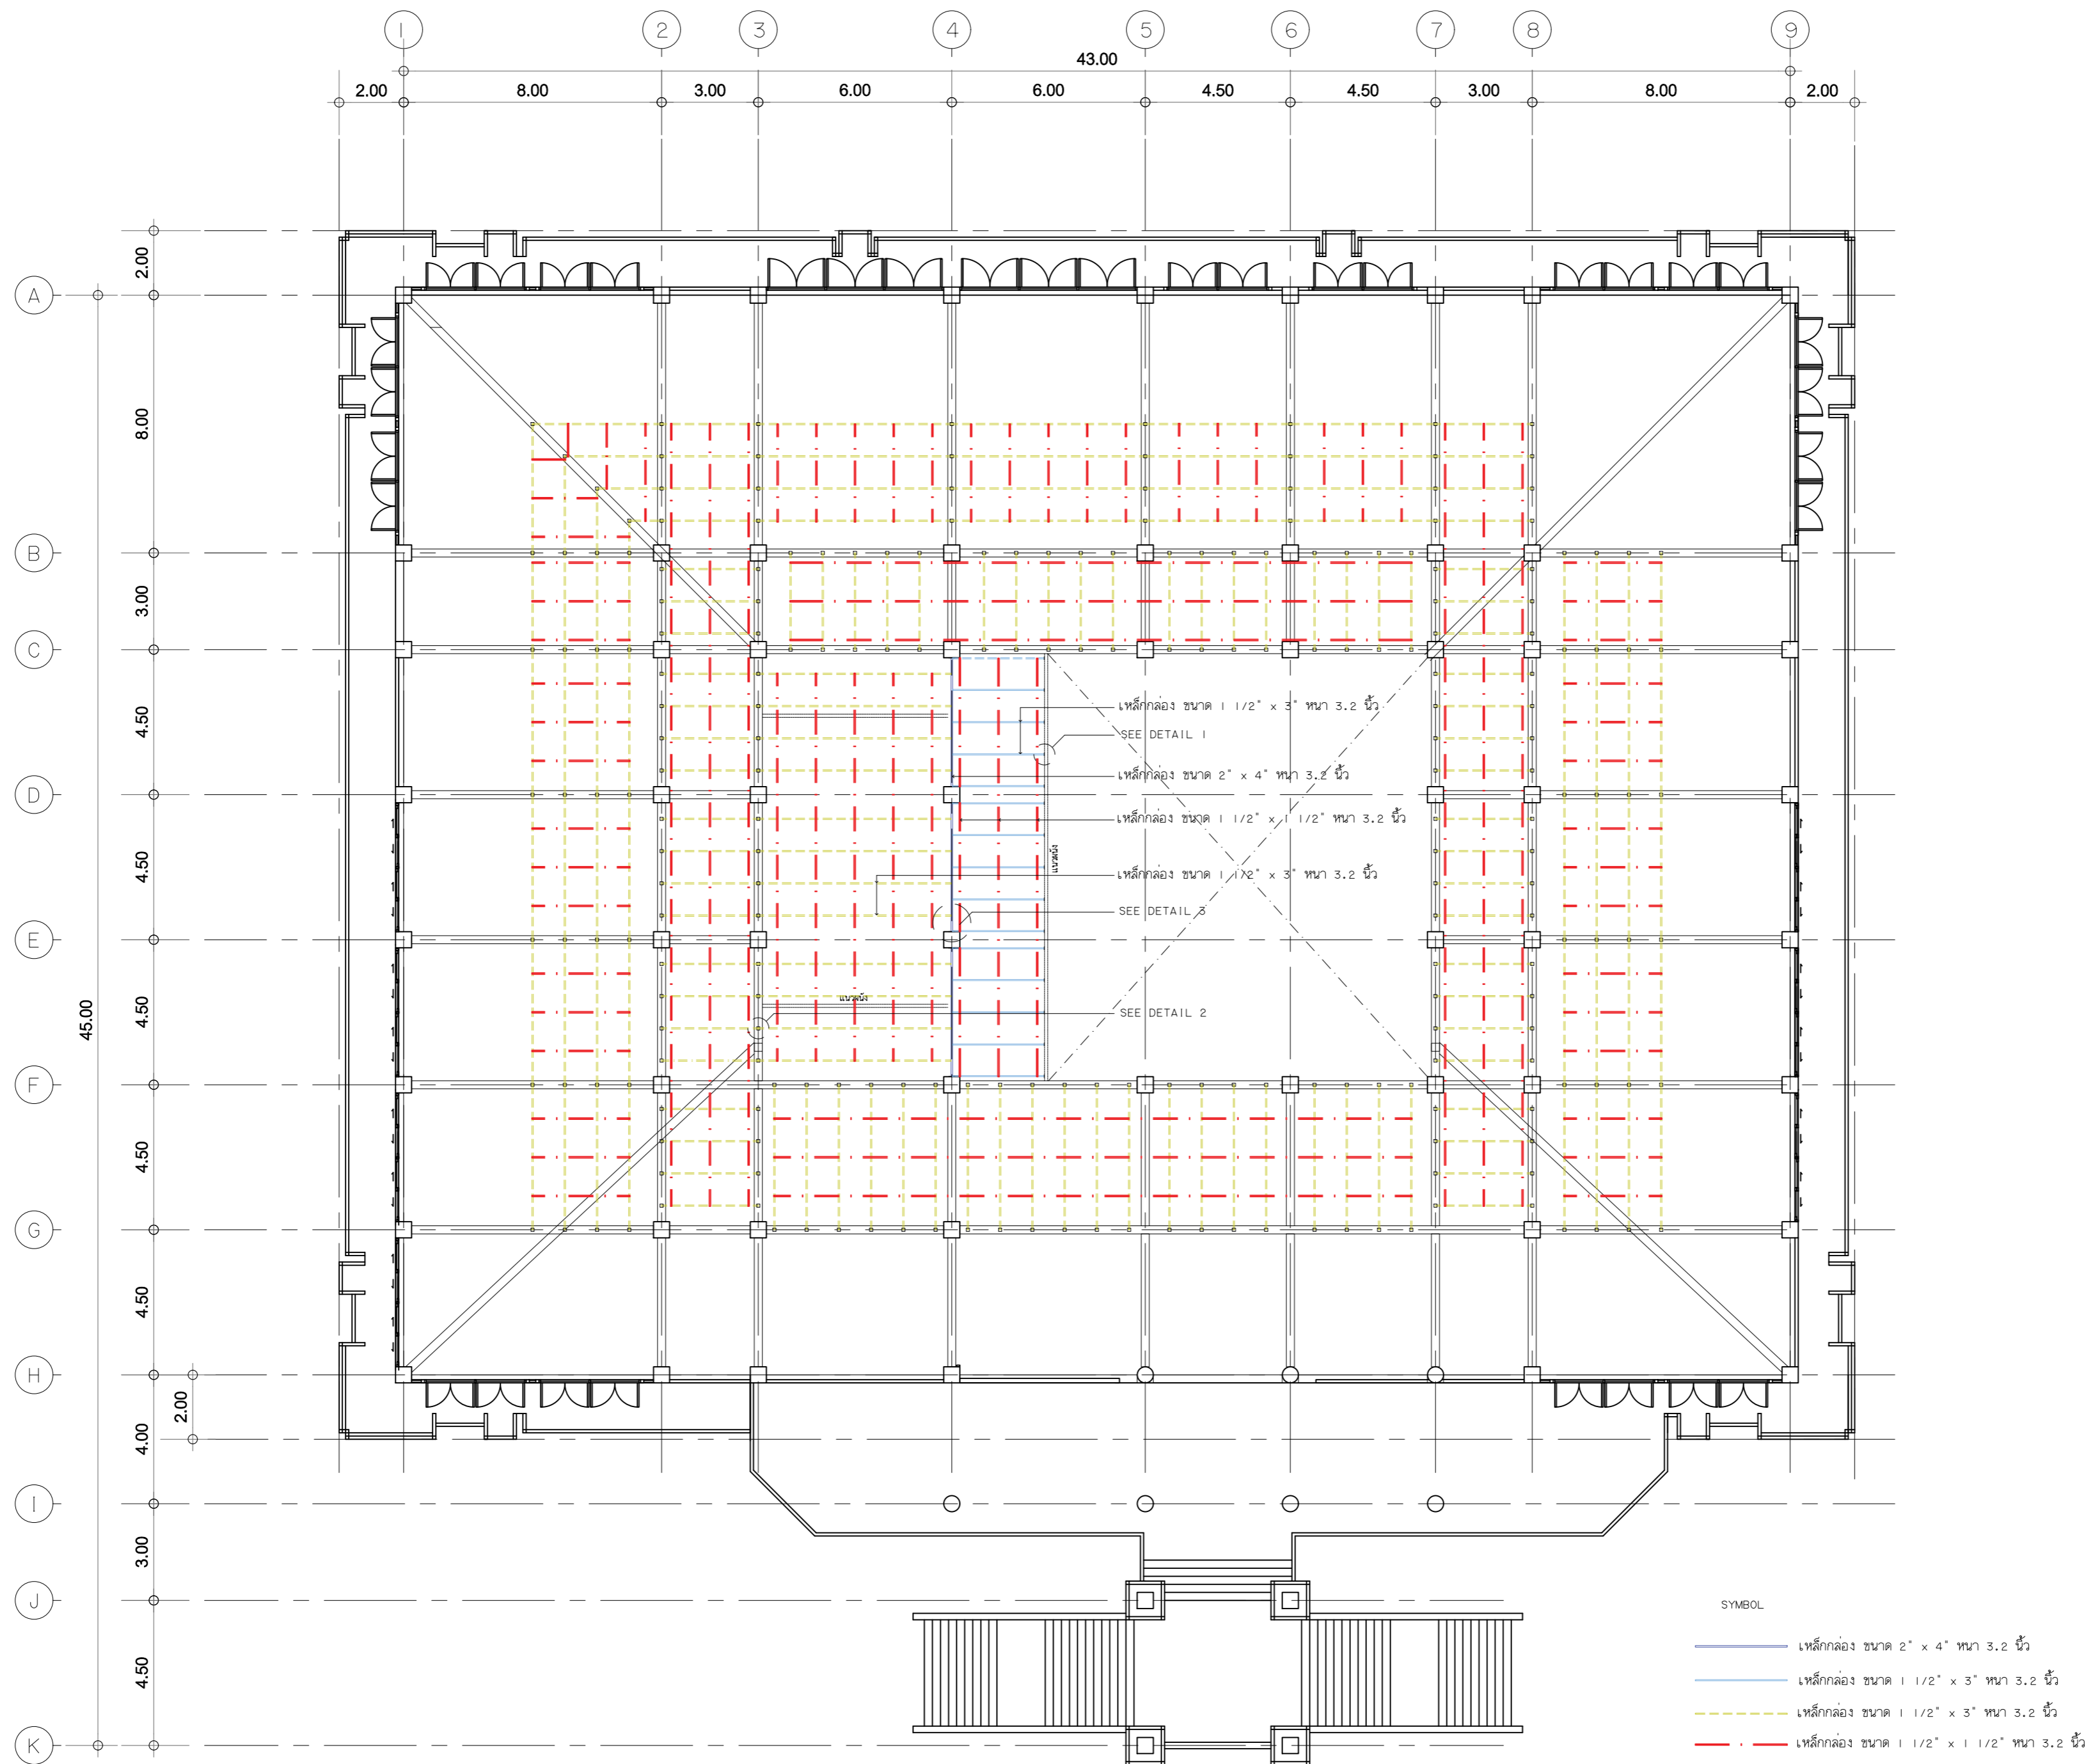 1 2 3 4 5 6 7 8 9
43.00
2.00 8.00 3.00 6.00 6.00 4.50 4.50 3.00 8.00 2.00
2.00
A
8.00
B
3.00
C
4.50
เหล็กกล่อง ขนาด 1 1/2" x 3" หนา 3.2 นิ้ว
SEE DETAIL 1
เหล็กกล่อง ขนาด 2" x 4" หนา 3.2 นิ้ว
D
เหล็กกล่อง ขนาด 1 1/2" x 1 1/2" หนา 3.2 นิ้ว
4.50
แนวผนัง
เหล็กกล่อง ขนาด 1 1/2" x 3" หนา 3.2 นิ้ว
SEE DETAIL 3
E
45.00
4.50
แนวผนัง
SEE DETAIL 2
F
4.50
G
4.50
H
2.00
4.00
I
3.00
J
4.50
K
SYMBOL
เหล็กกล่อง ขนาด 2" x 4" หนา 3.2 นิ้ว
เหล็กกล่อง ขนาด 1 1/2" x 3" หนา 3.2 นิ้ว
เหล็กกล่อง ขนาด 1 1/2" x 3" หนา 3.2 นิ้ว
เหล็กกล่อง ขนาด 1 1/2" x 1 1/2" หนา 3.2 นิ้ว